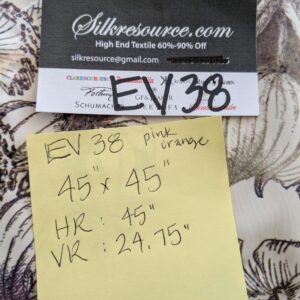 Silkresource.com
High End Textile 60%-90% Off
silkresource@gmail.com
SCHUMACHER
EV 38
EV 38 pink orange
45" x 45"
HR : 45"
VR : 24.75"